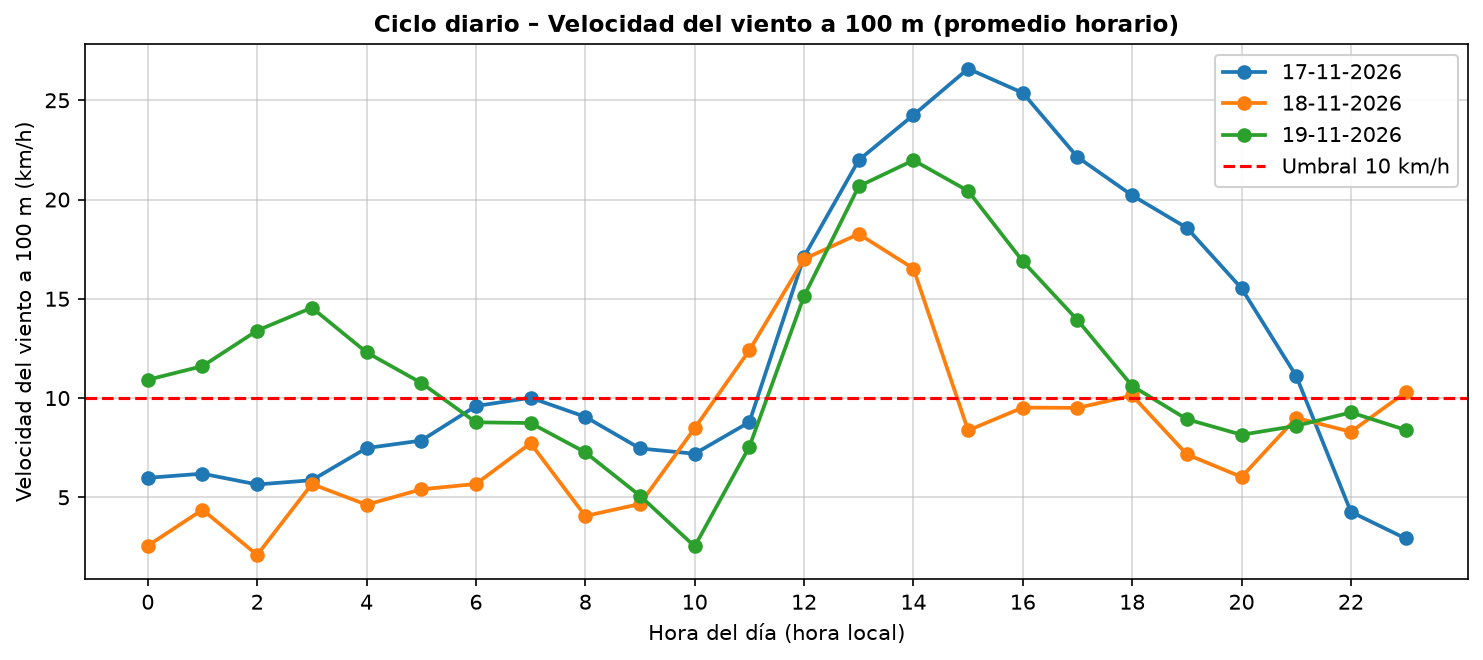 Ciclo diario – Velocidad del viento a 100 m (promedio horario)
Velocidad del viento a 100 m (km/h)
25
20
15
10
5
17-11-2026
18-11-2026
19-11-2026
Umbral 10 km/h
0 2 4 6 8 10 12 14 16 18 20 22
Hora del día (hora local)